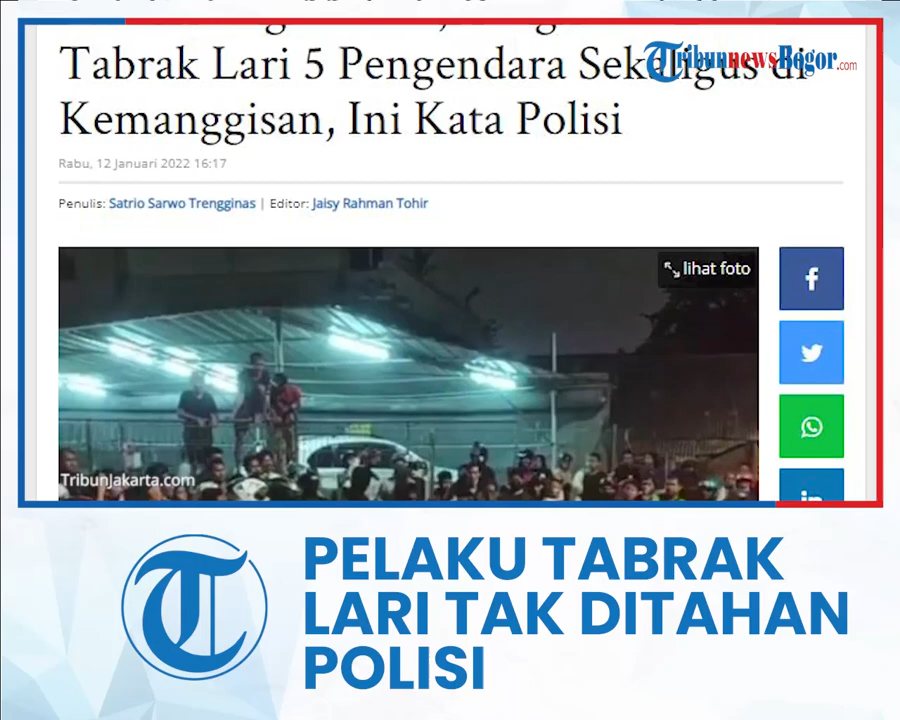 Tabrak Lari 5 Pengendara Sekaligus di
TribunnewsBogor.com
Kemanggisan, Ini Kata Polisi
Rabu, 12 Januari 2022 16:17
Penulis: Satrio Sarwo Trengginas | Editor: Jaisy Rahman Tohir
lihat foto
TribunJakarta.com
PELAKU TABRAK
LARI TAK DITAHAN
POLISI